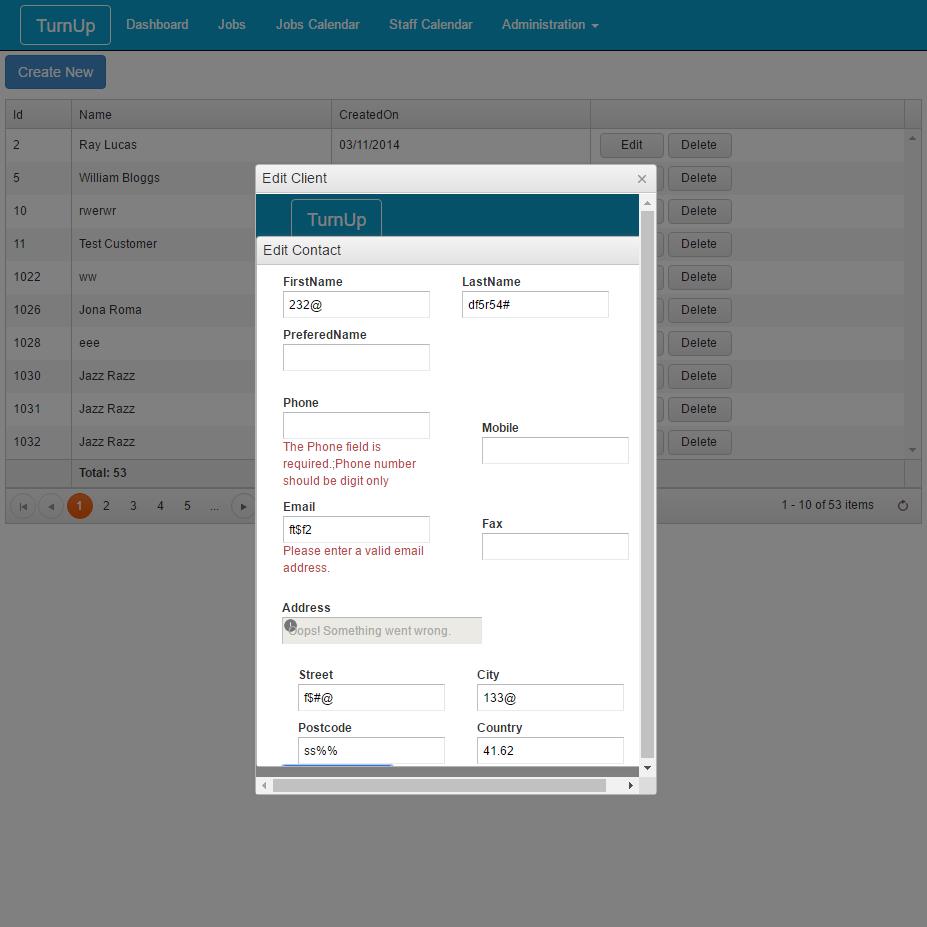 TurnUp Dashboard Jobs Jobs Calendar Staff Calendar Administration
Create New
Id Name CreatedOn
2 Ray Lucas 03/11/2014 Edit Delete
5 William Bloggs Delete
10 rwerwr Delete
11 Test Customer Delete
1022 ww Delete
1026 Jona Roma Delete
1028 eee Delete
1030 Jazz Razz Delete
1031 Jazz Razz Delete
1032 Jazz Razz Delete
Total: 53
1 2 3 4 5 ... 1 - 10 of 53 items
Edit Client
TurnUp
Edit Contact
FirstName LastName
232@ df5r54#
PreferedName
Phone
Mobile
The Phone field is
required.;Phone number
should be digit only
Email
Fax
ft$f2
Please enter a valid email
address.
Address
Oops! Something went wrong.
Street City
f$#@ 133@
Postcode Country
ss%% 41.62